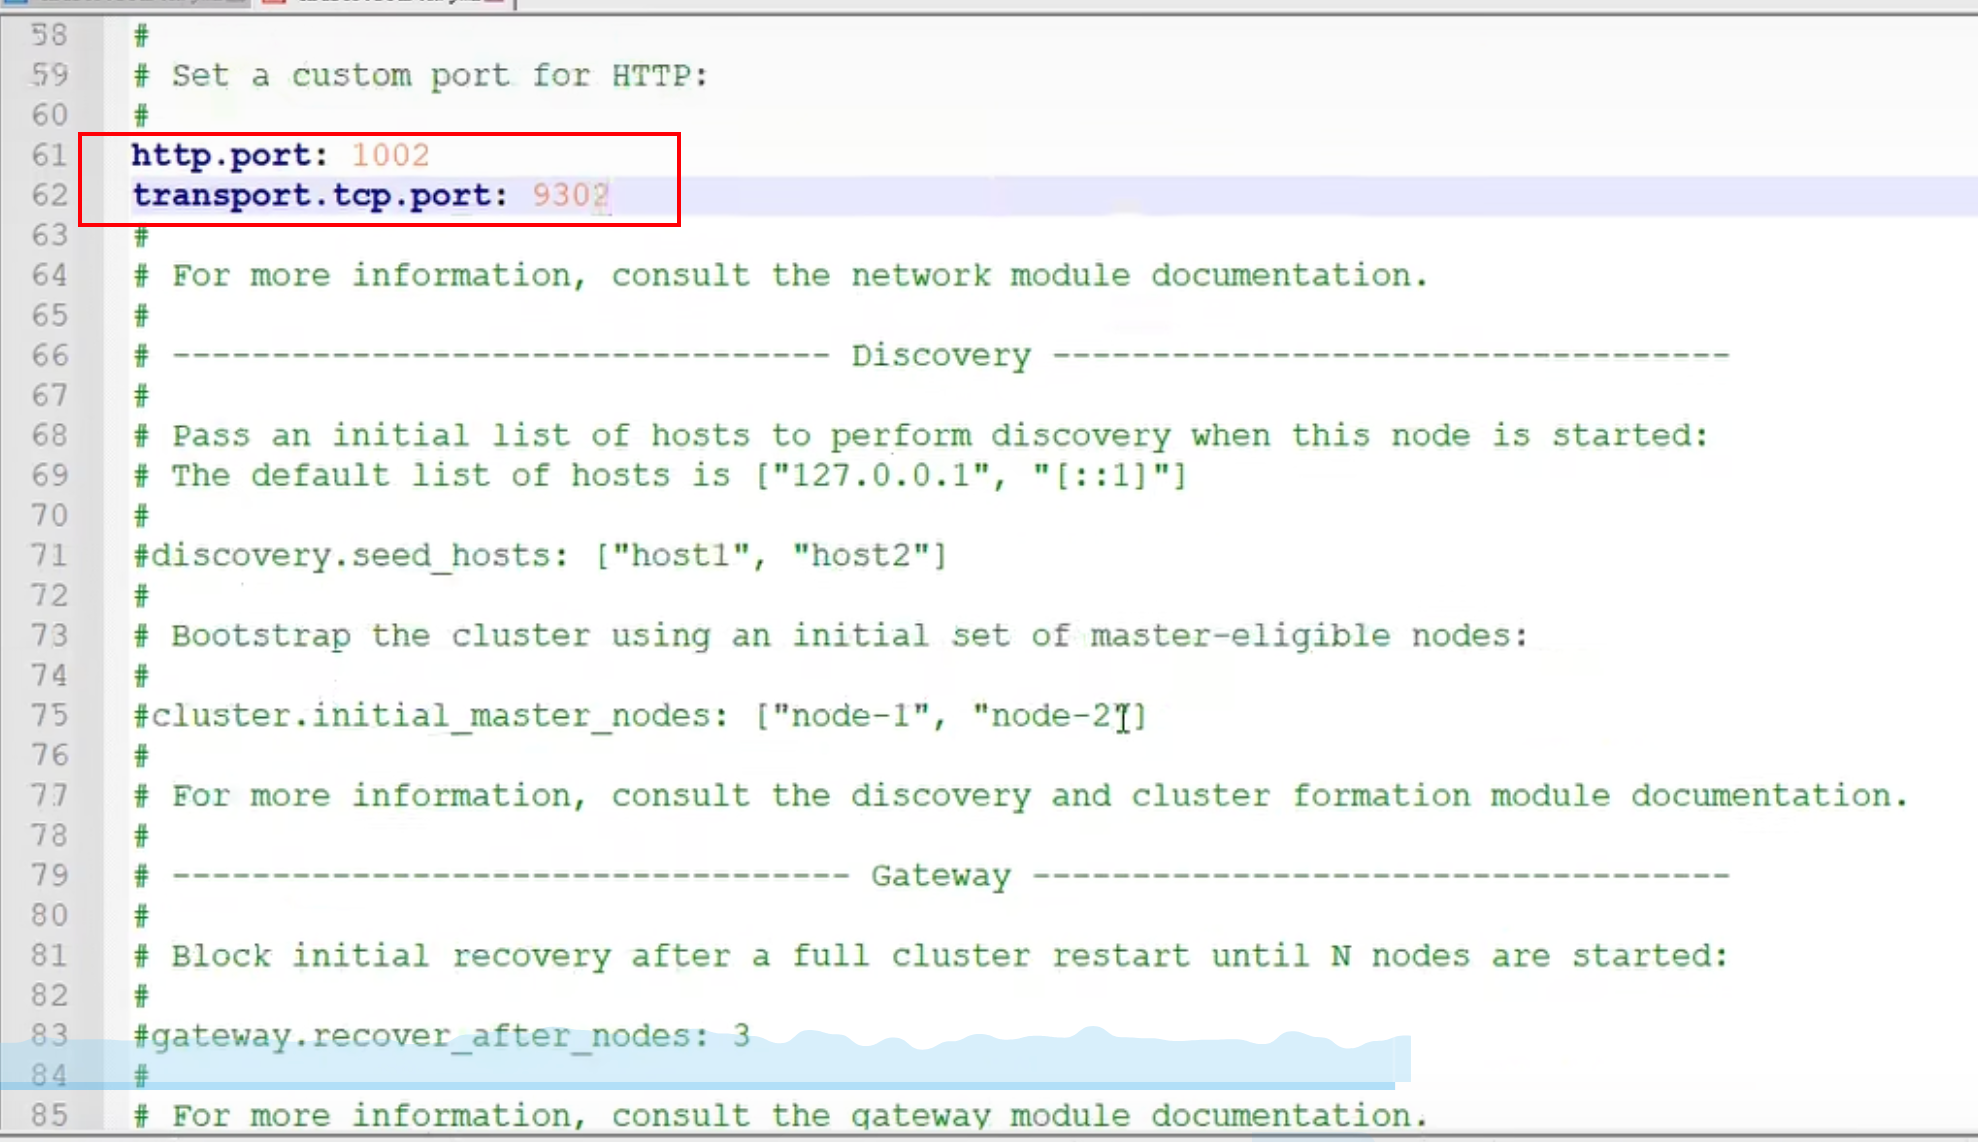 58 #
59 # Set a custom port for HTTP:
60 #
61 http.port: 1002
62 transport.tcp.port: 9302
63 #
64 # For more information, consult the network module documentation.
65 #
66 # --------------------------------- Discovery ----------------------------------
67 #
68 # Pass an initial list of hosts to perform discovery when this node is started:
69 # The default list of hosts is ["127.0.0.1", "[::1]"]
70 #
71 #discovery.seed_hosts: ["host1", "host2"]
72 #
73 # Bootstrap the cluster using an initial set of master-eligible nodes:
74 #
75 #cluster.initial_master_nodes: ["node-1", "node-2"]
76 #
77 # For more information, consult the discovery and cluster formation module documentation.
78 #
79 # ---------------------------------- Gateway -----------------------------------
80 #
81 # Block initial recovery after a full cluster restart until N nodes are started:
82 #
83 #gateway.recover_after_nodes: 3
84 #
85 # For more information, consult the gateway module documentation.